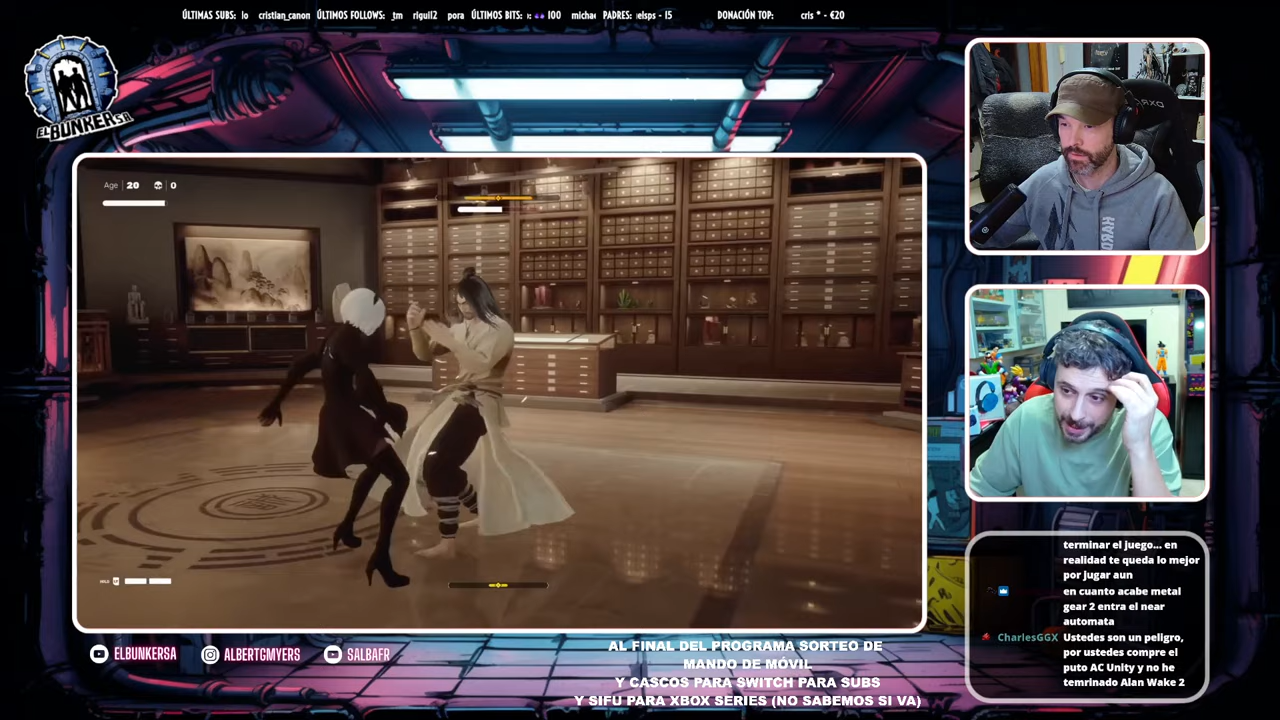 ÚLTIMAS SUBS: lo cristian_canon ÚLTIMOS FOLLOWS: _tm riguil2 pora ÚLTIMOS BITS: 100 michae PADRES: elsps - 15 DONACIÓN TOP: cris * - €20
EL BUNKERSA
Age 20 0
terminar el juego... en
realidad te queda lo mejor
por jugar aun
en cuanto acabe metal
gear 2 entra el near
automata
CharlesGGX Ustedes son un peligro,
por ustedes compre el
puto AC Unity y no he
temrinado Alan Wake 2
ELBUNKERSA ALBERTGMYERS SALBAFR
AL FINAL DEL PROGRAMA SORTEO DE
MANDO DE MÓVIL
Y CASCOS PARA SWITCH PARA SUBS
Y SIFU PARA XBOX SERIES (NO SABEMOS SI VA)